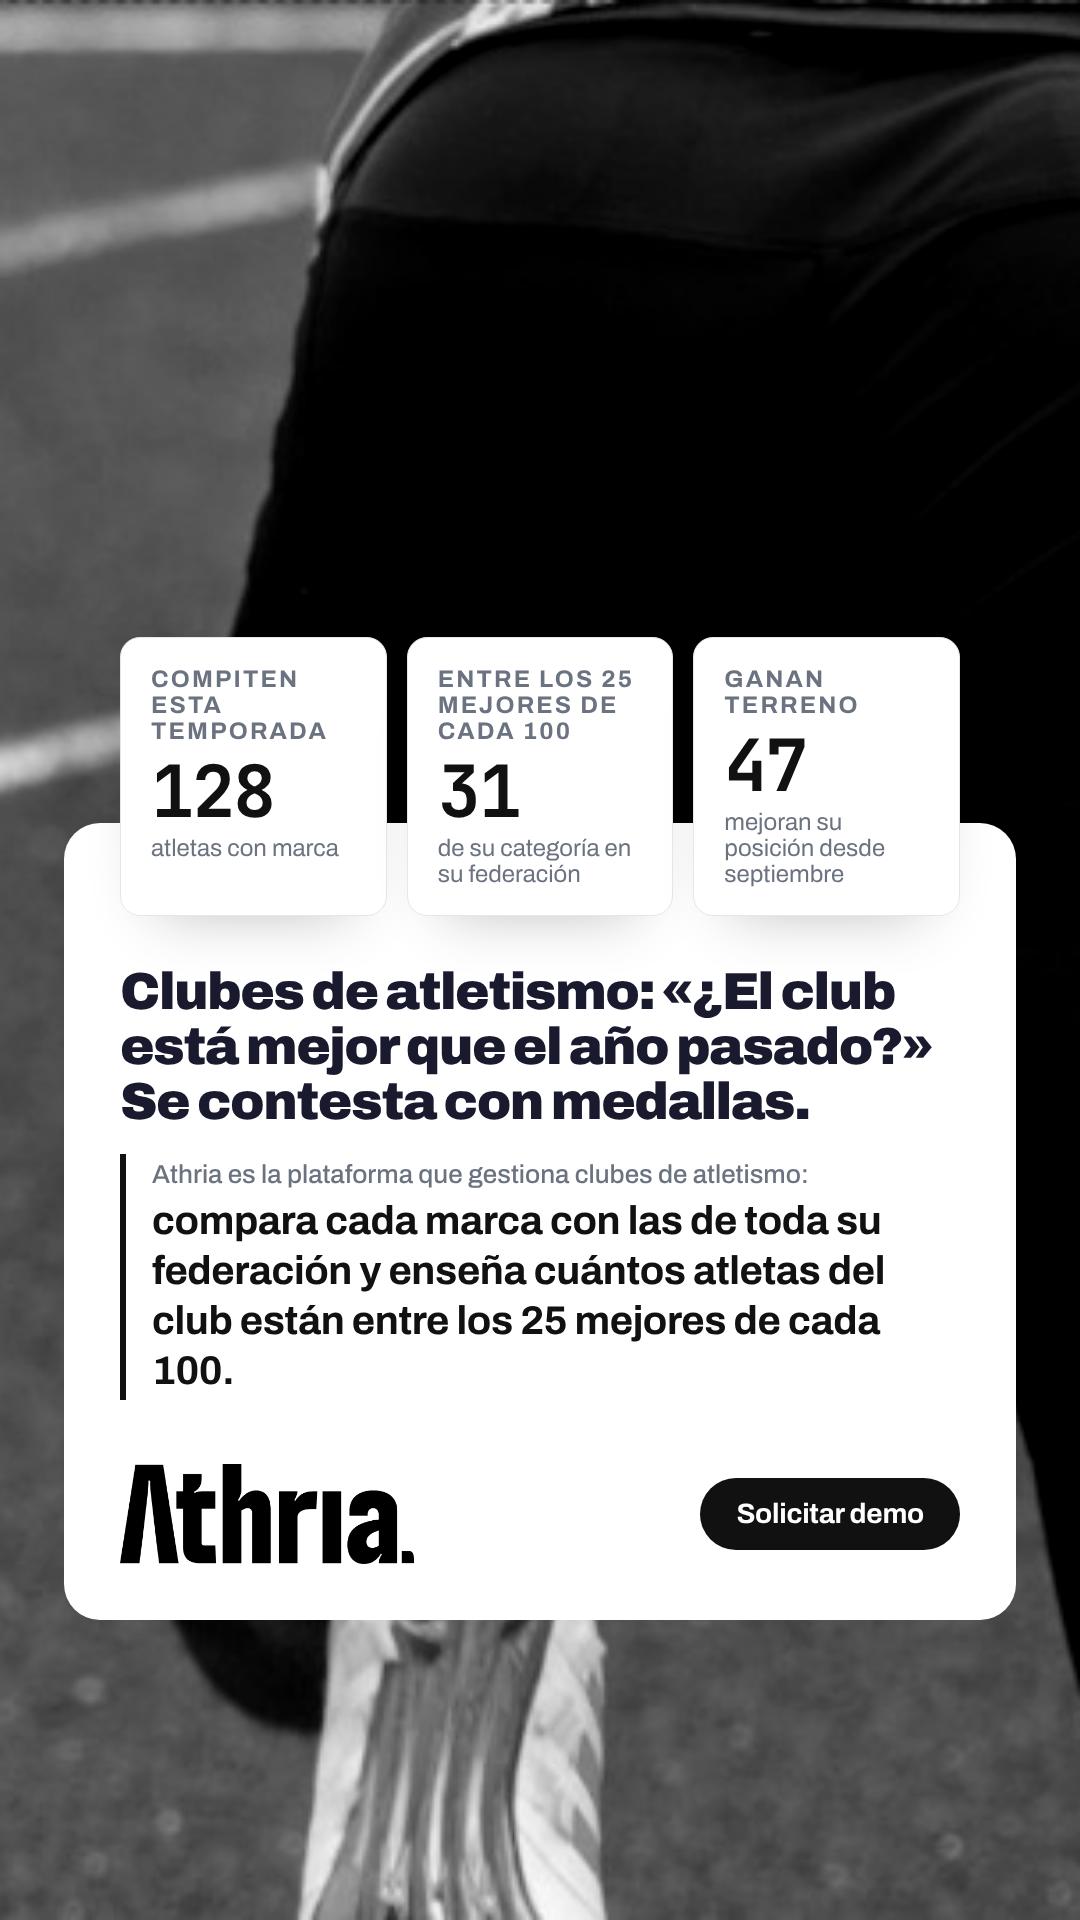 COMPITEN
ESTA
TEMPORADA
128
atletas con marca
ENTRE LOS 25
MEJORES DE
CADA 100
31
de su categoría en
su federación
GANAN
TERRENO
47
mejoran su
posición desde
septiembre
Clubes de atletismo: «¿El club
está mejor que el año pasado?»
Se contesta con medallas.
Athria es la plataforma que gestiona clubes de atletismo:
compara cada marca con las de toda su
federación y enseña cuántos atletas del
club están entre los 25 mejores de cada
100.
Athria.
Solicitar demo